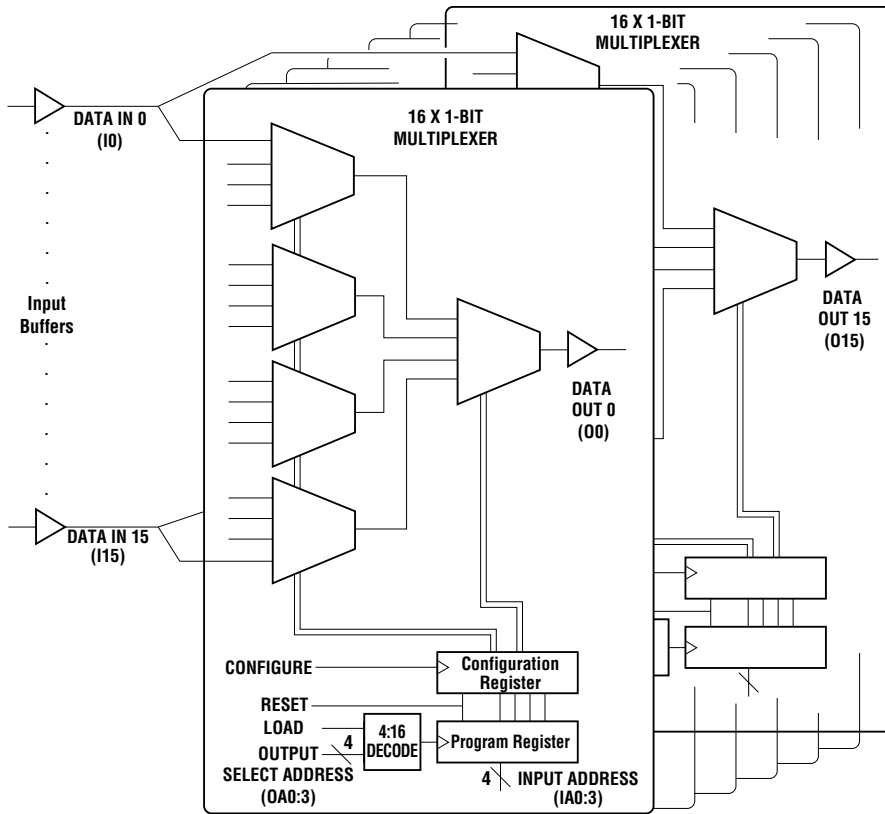 16 X 1-BIT
MULTIPLEXER
16 X 1-BIT
MULTIPLEXER
DATA IN 0
(I0)
Input
Buffers
DATA
OUT 15
(O15)
DATA
OUT 0
(O0)
DATA IN 15
(I15)
CONFIGURE
Configuration
Register
RESET
LOAD
OUTPUT
4
SELECT ADDRESS
(OA0:3)
4:16
DECODE
Program Register
4
INPUT ADDRESS
(IA0:3)